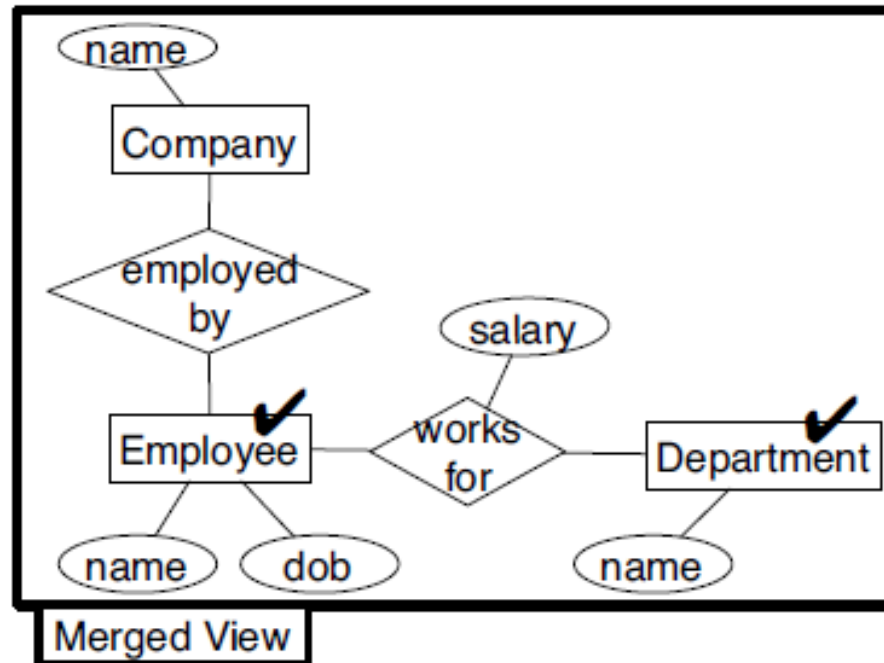 name
Company
employed
by
salary
Employee
works
for
Department
name
dob
name
Merged View